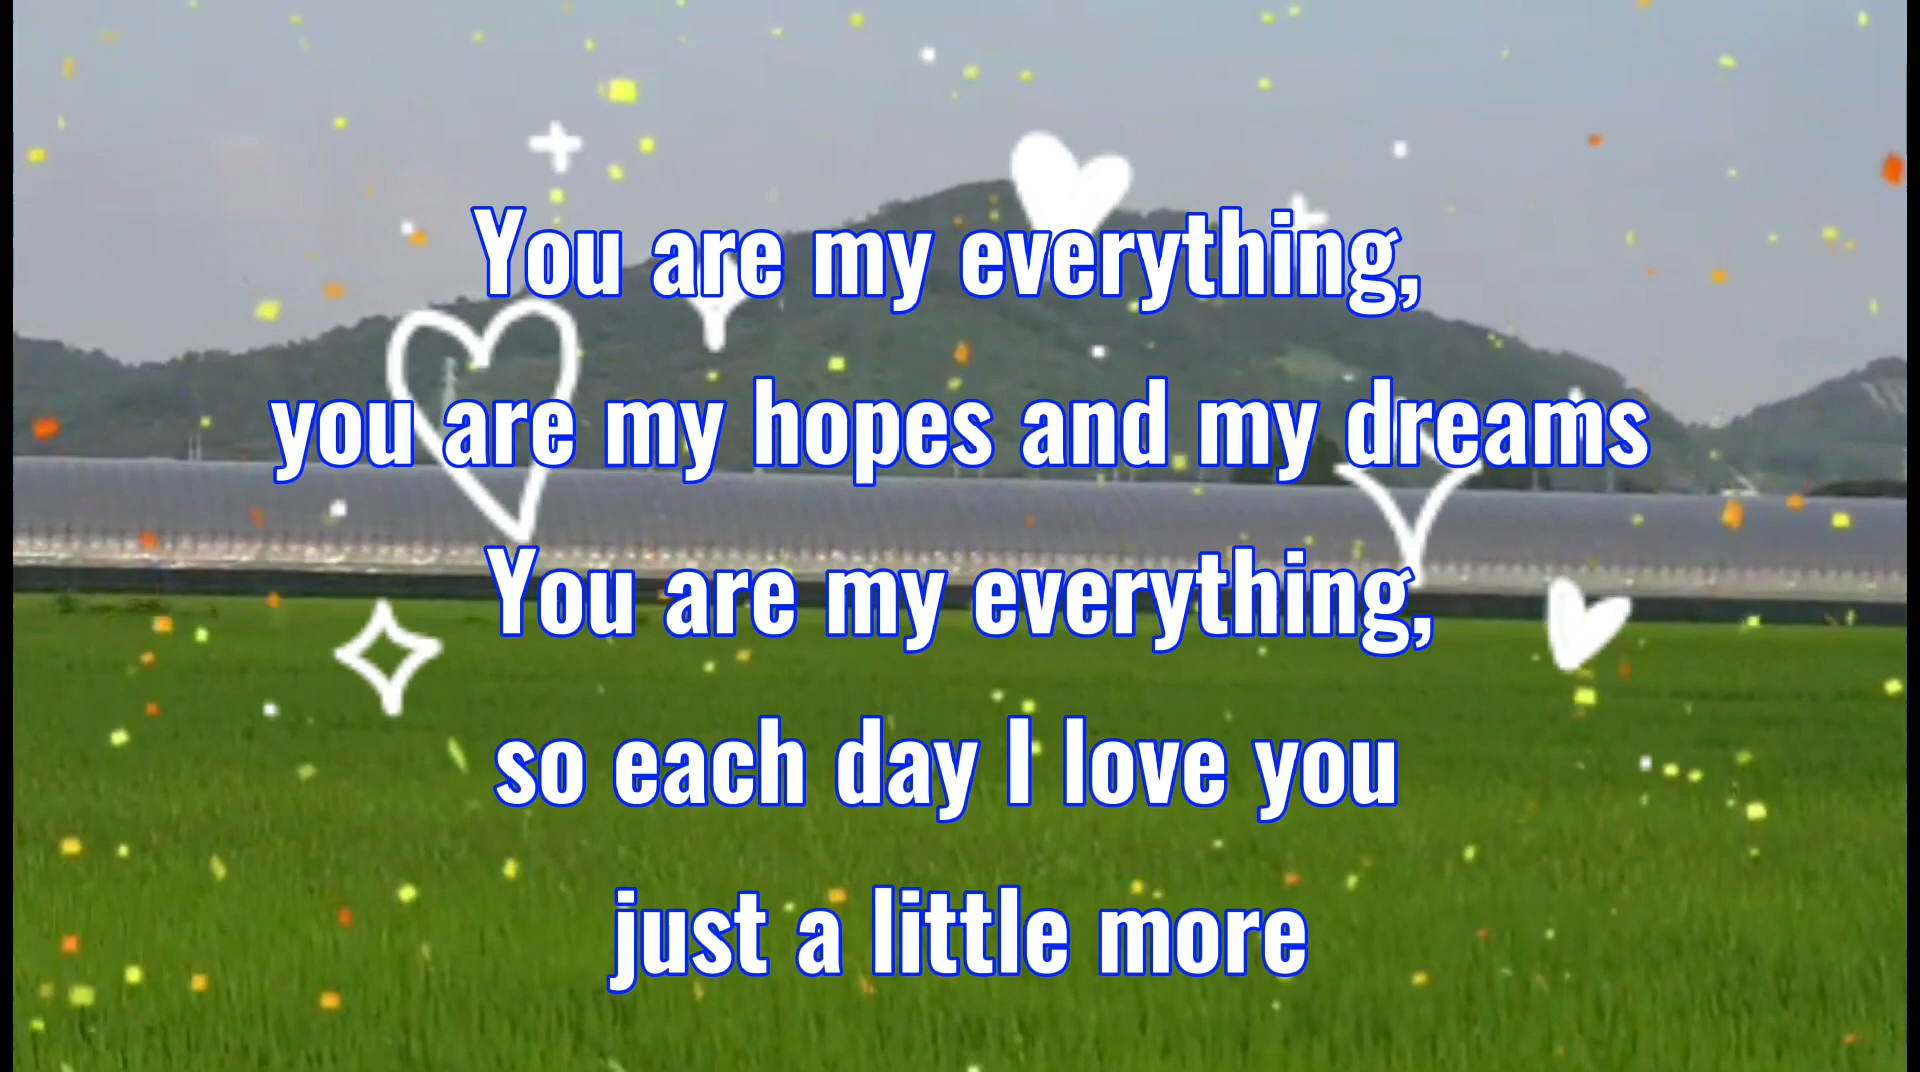 You are my everything,
you are my hopes and my dreams
You are my everything,
so each day I love you
just a little more